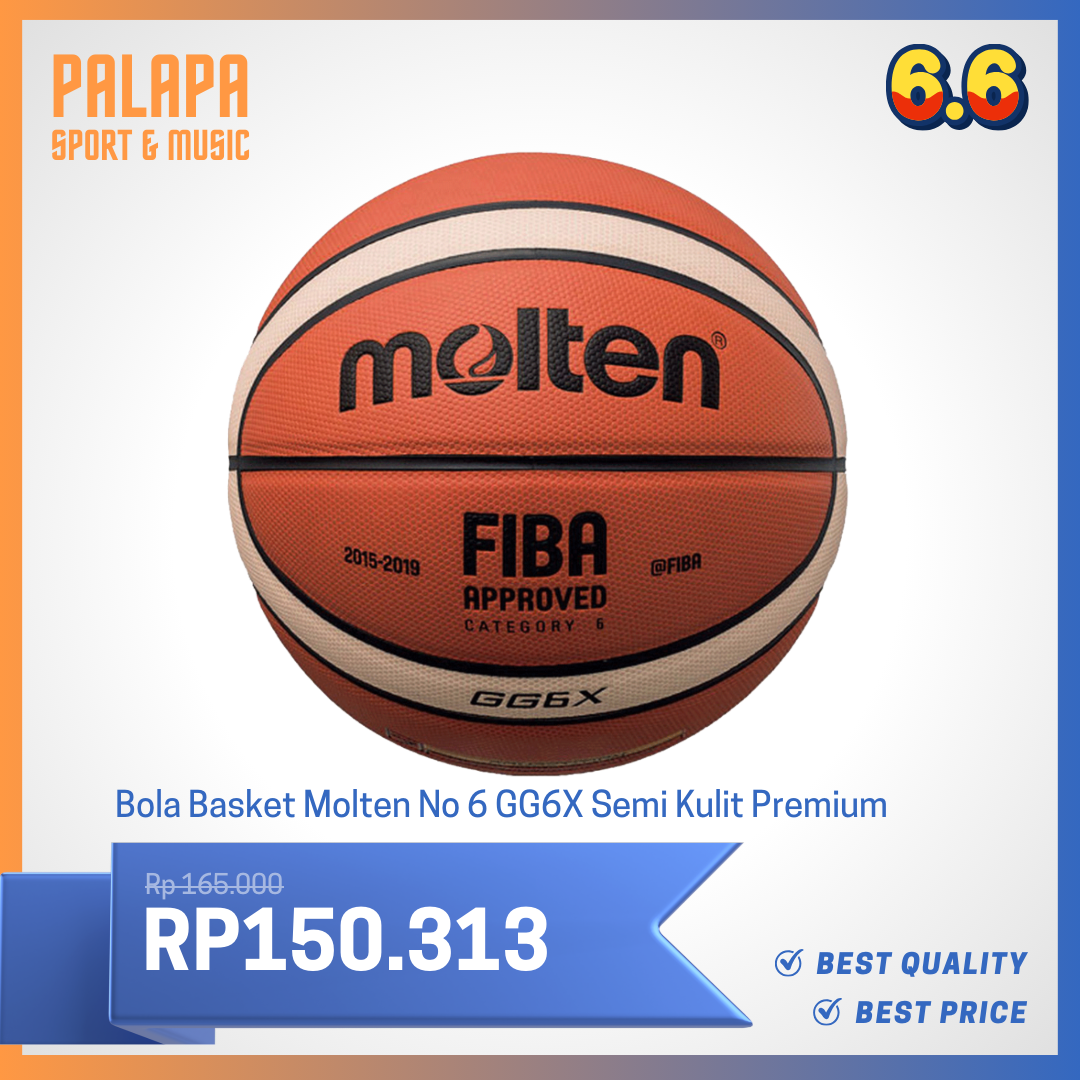 PALAPA
SPORT & MUSIC
6.6
molten®
2015-2019
FIBA
APPROVED
CATEGORY 6
@FIBA
GG6X
Bola Basket Molten No 6 GG6X Semi Kulit Premium
Rp 165.000
RP150.313
BEST QUALITY
BEST PRICE